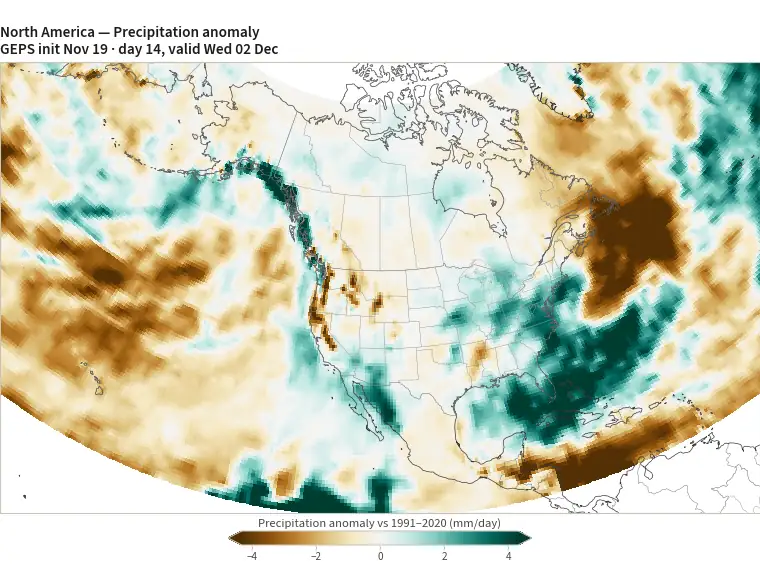 North America — Precipitation anomaly
GEPS init Nov 19 · day 14, valid Wed 02 Dec
Precipitation anomaly vs 1991–2020 (mm/day)
−4 −2 0 2 4